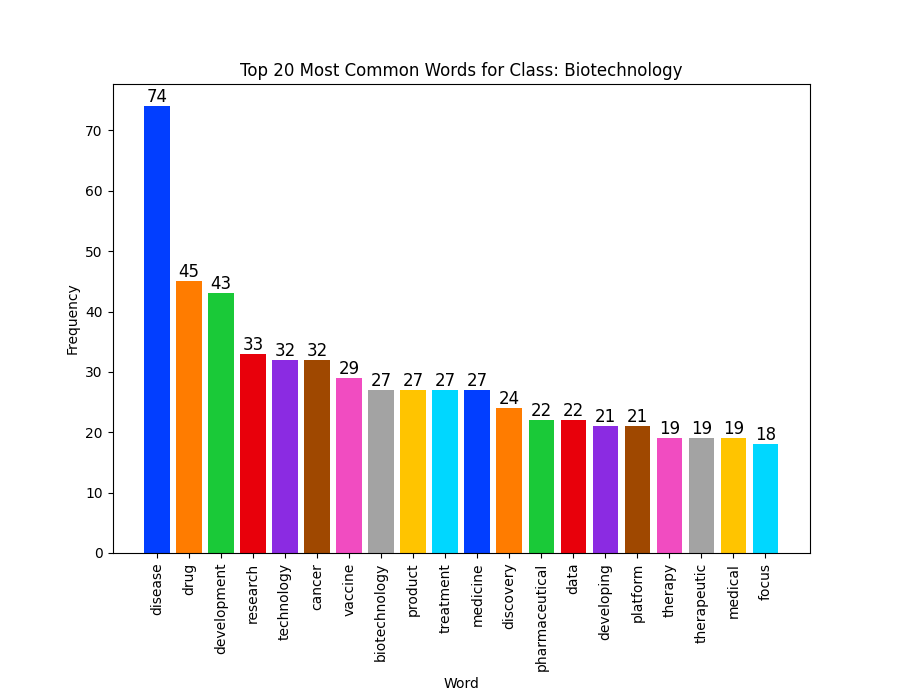 Top 20 Most Common Words for Class: Biotechnology
74
45
43
33
32
32
29
27
27
27
27
24
22
22
21
21
19
19
19
18
70
60
50
40
30
20
10
0
Frequency
disease
drug
development
research
technology
cancer
vaccine
biotechnology
product
treatment
medicine
discovery
pharmaceutical
data
developing
platform
therapy
therapeutic
medical
focus
Word